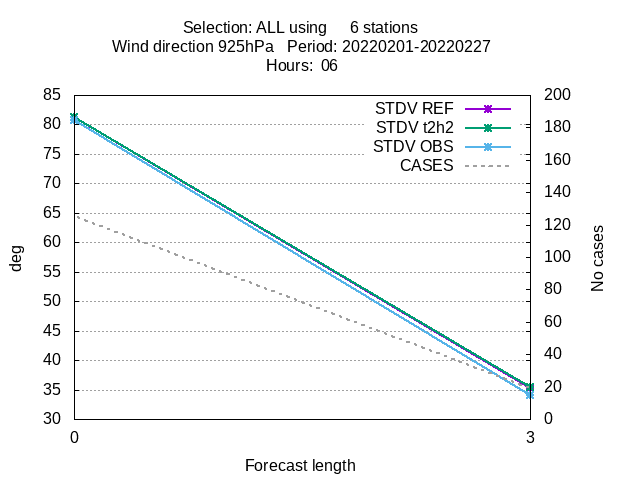 Selection: ALL using     6 stations
Wind direction 925hPa   Period: 20220201-20220227
Hours:  06
STDV REF
STDV t2h2
STDV OBS
CASES
85
80
75
70
65
60
55
50
45
40
35
30
200
180
160
140
120
100
80
60
40
20
0
deg
No cases
0
3
Forecast length